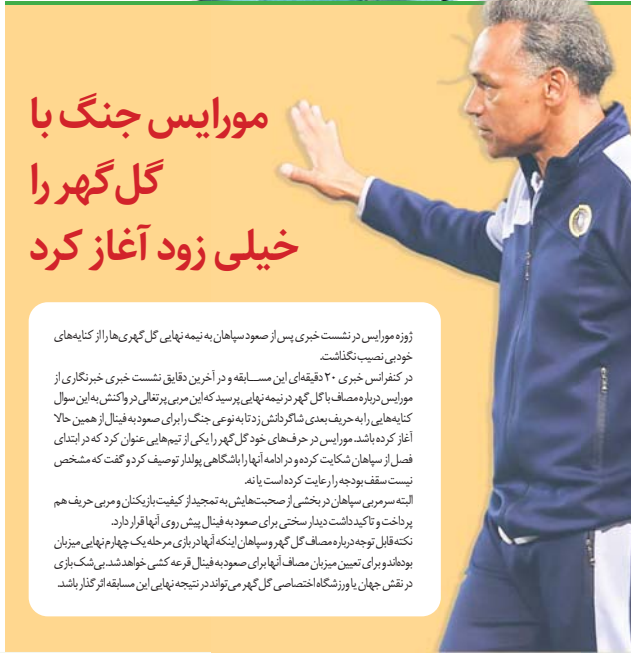 مورایس جنگ با
گل‌گهر را
خیلی زود آغاز کرد
ژوزه مورایس در نشست خبری پس از صعود سپاهان به نیمه نهایی گل گهری‌ها را از کنایه‌های
خود بی نصیب نگذاشت.
در کنفرانس خبری ۲۰ دقیقه‌ای این مســابقه و در آخرین دقایق نشست خبری خبرنگاری از
مورایس درباره مصاف با گل گهر در نیمه نهایی پرسید که این مربی پرتغالی در واکنش به این سوال
کنایه‌هایی را به حریف بعدی شاگردانش زد تا به نوعی جنگ را برای صعود به فینال از همین حالا
آغاز کرده باشد. مورایس در حرف‌های خود گل گهر را یکی از تیم‌هایی عنوان کرد که در ابتدای
فصل از سپاهان شکایت کرده و در ادامه آنها را باشگاهی پولدار توصیف کرد و گفت که مشخص
نیست سقف بودجه را رعایت کرده است یا نه.
البته سرمربی سپاهان در بخشی از صحبت‌هایش به تمجید از کیفیت بازیکنان و مربی حریف هم
پرداخت و تاکید داشت دیدار سختی برای صعود به فینال پیش روی آنها قرار دارد.
نکته قابل توجه درباره مصاف گل گهر و سپاهان اینکه آنها در بازی مرحله یک چهارم نهایی میزبان
بوده‌اند و برای تعیین میزبان مصاف آنها برای صعود به فینال قرعه کشی خواهد شد. بی‌شک بازی
در نقش جهان یا ورزشگاه اختصاصی گل گهر می‌تواند در نتیجه نهایی این مسابقه اثر گذار باشد.